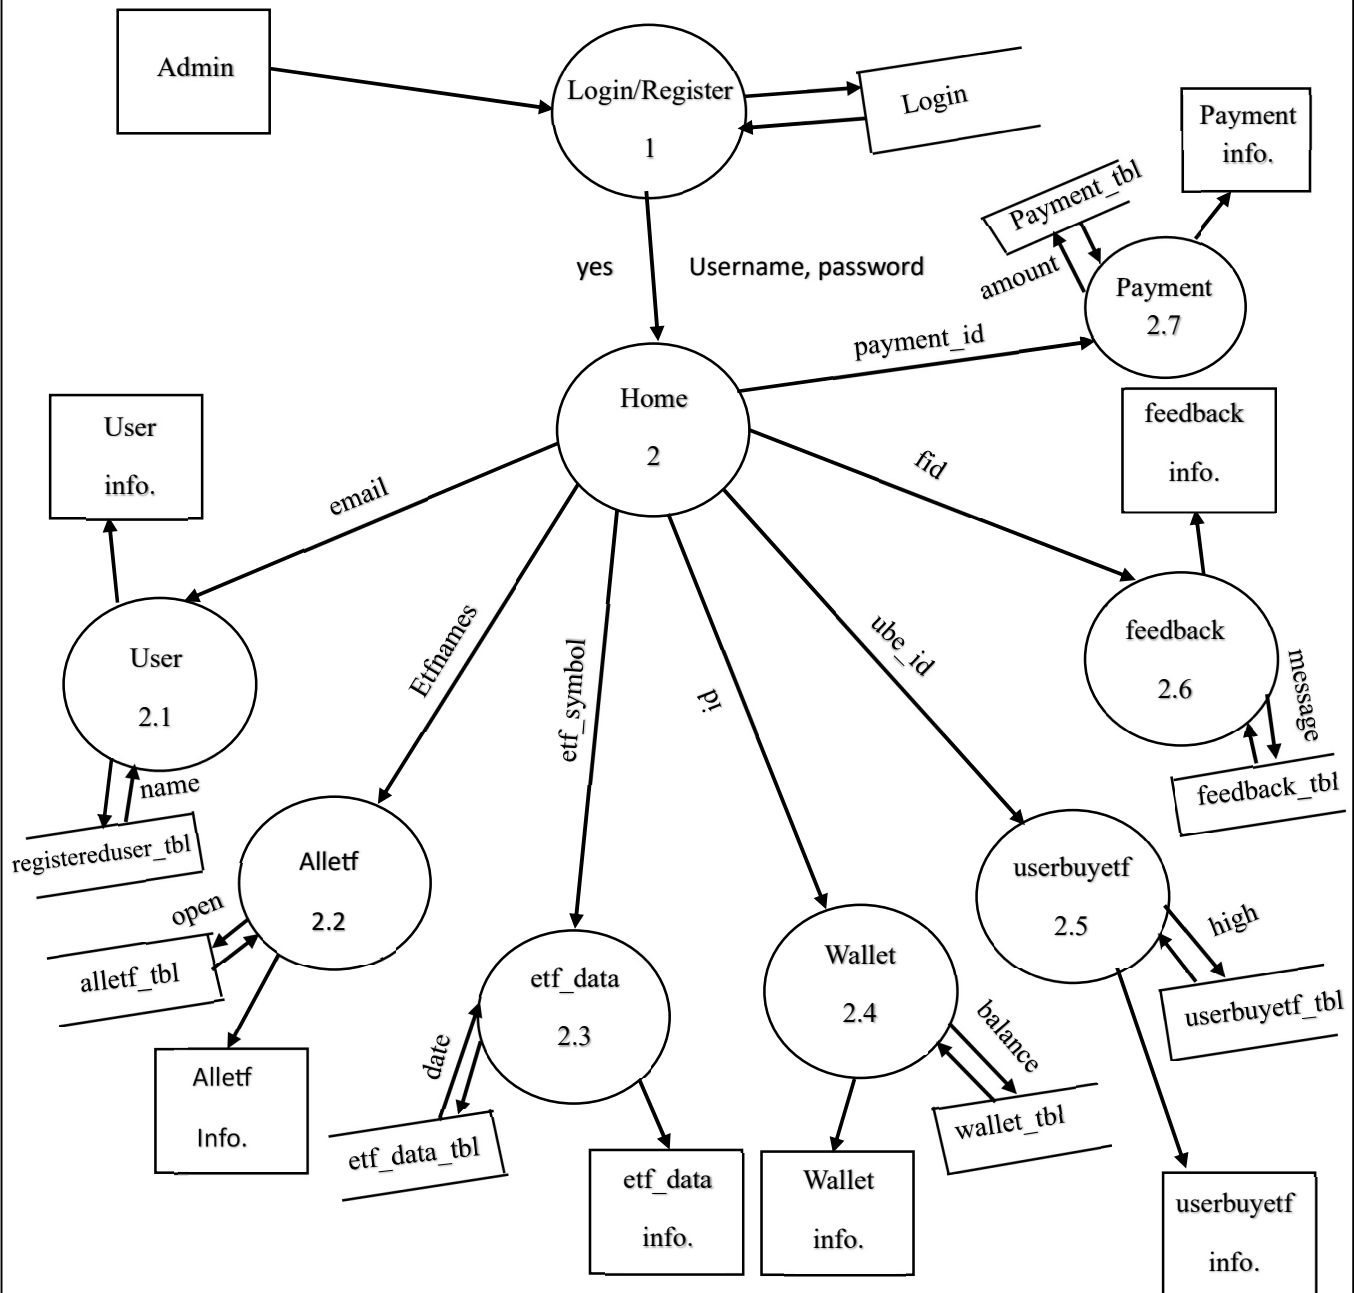 Admin
Login/Register
1
Login
Payment
info.
Payment_tbl
amount
Payment
2.7
yes
Username, password
payment_id
Home
2
User
info.
feedback
info.
email
fid
Etfnames
etf_symbol
id
ube_id
User
2.1
feedback
2.6
message
name
registereduser_tbl
feedback_tbl
Alletf
2.2
open
alletf_tbl
userbuyetf
2.5
high
userbuyetf_tbl
etf_data
2.3
Wallet
2.4
date
balance
etf_data_tbl
wallet_tbl
Alletf
Info.
etf_data
info.
Wallet
info.
userbuyetf
info.